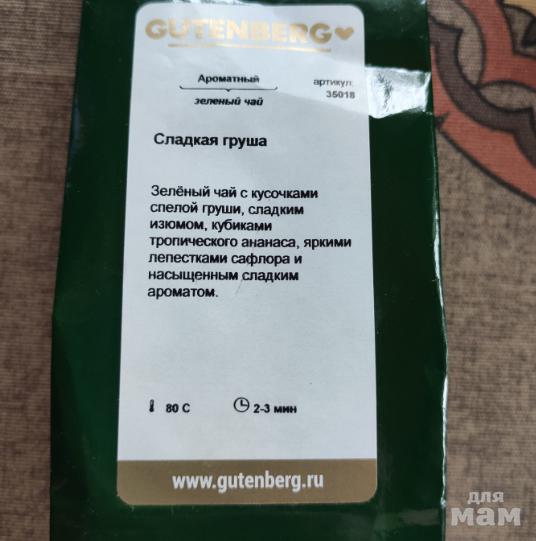 GUTENBERG
Ароматный
артикул:
35018
зеленый чай
Сладкая груша
Зелёный чай с кусочками
спелой груши, сладким
изюмом, кубиками
тропического ананаса, яркими
лепестками сафлора и
насыщенным сладким
ароматом.
80 С
2-3 мин
www.gutenberg.ru
для
мам